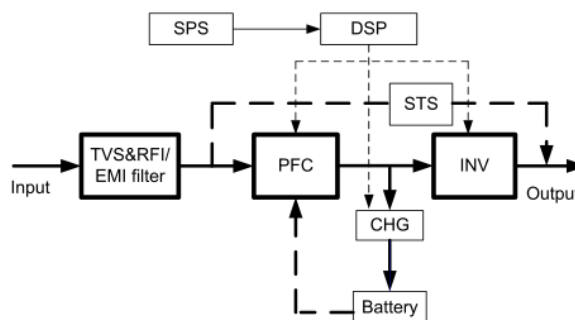 SPS
DSP
STS
TVS&RFI/
EMI filter
PFC
INV
Input
Output
CHG
Battery